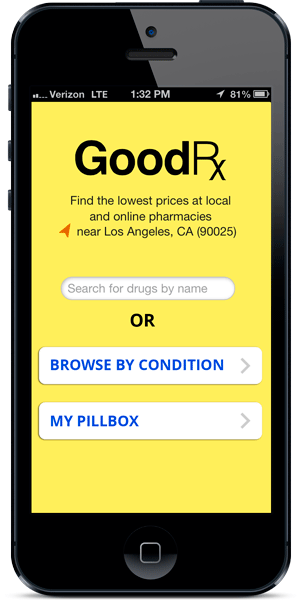 Verizon LTE 1:32 PM 81%
GoodRx
Find the lowest prices at local
and online pharmacies
near Los Angeles, CA (90025)
Search for drugs by name
OR
BROWSE BY CONDITION
MY PILLBOX